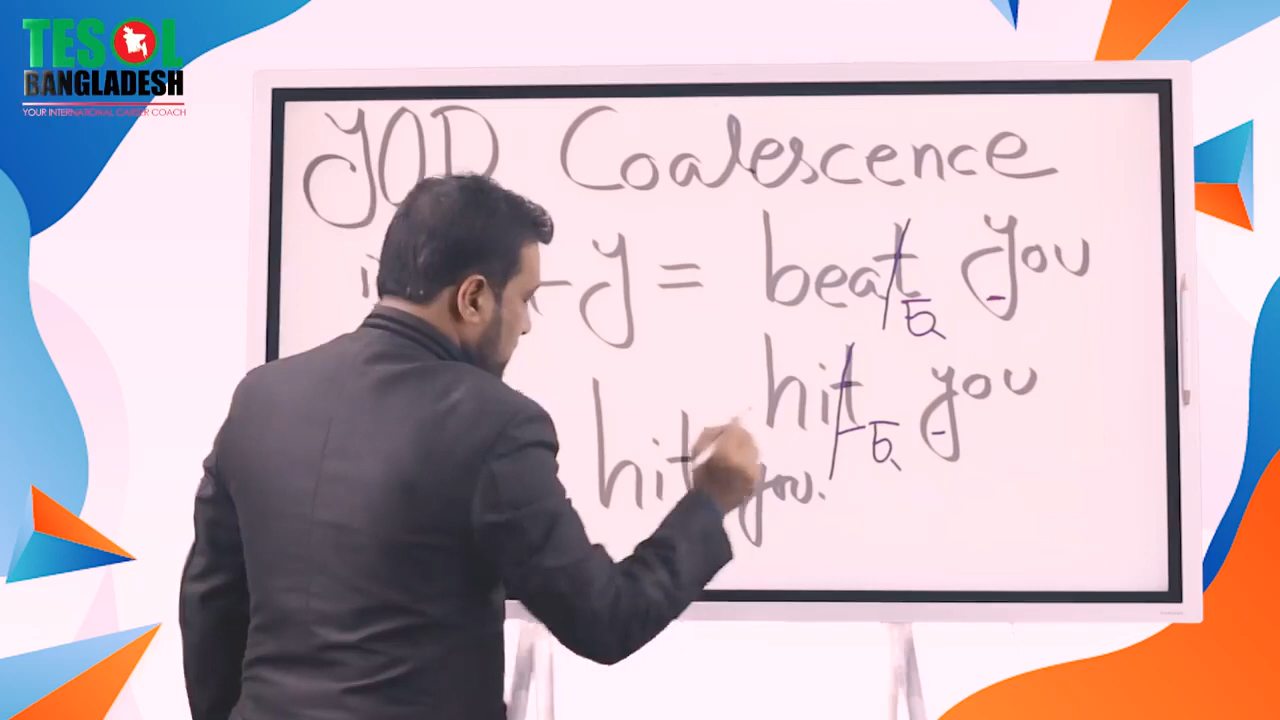 TESOL
BANGLADESH
YOUR INTERNATIONAL CAREER COACH
YOD Coalescence
y = beat you
চ
hit you
চ
hit you.